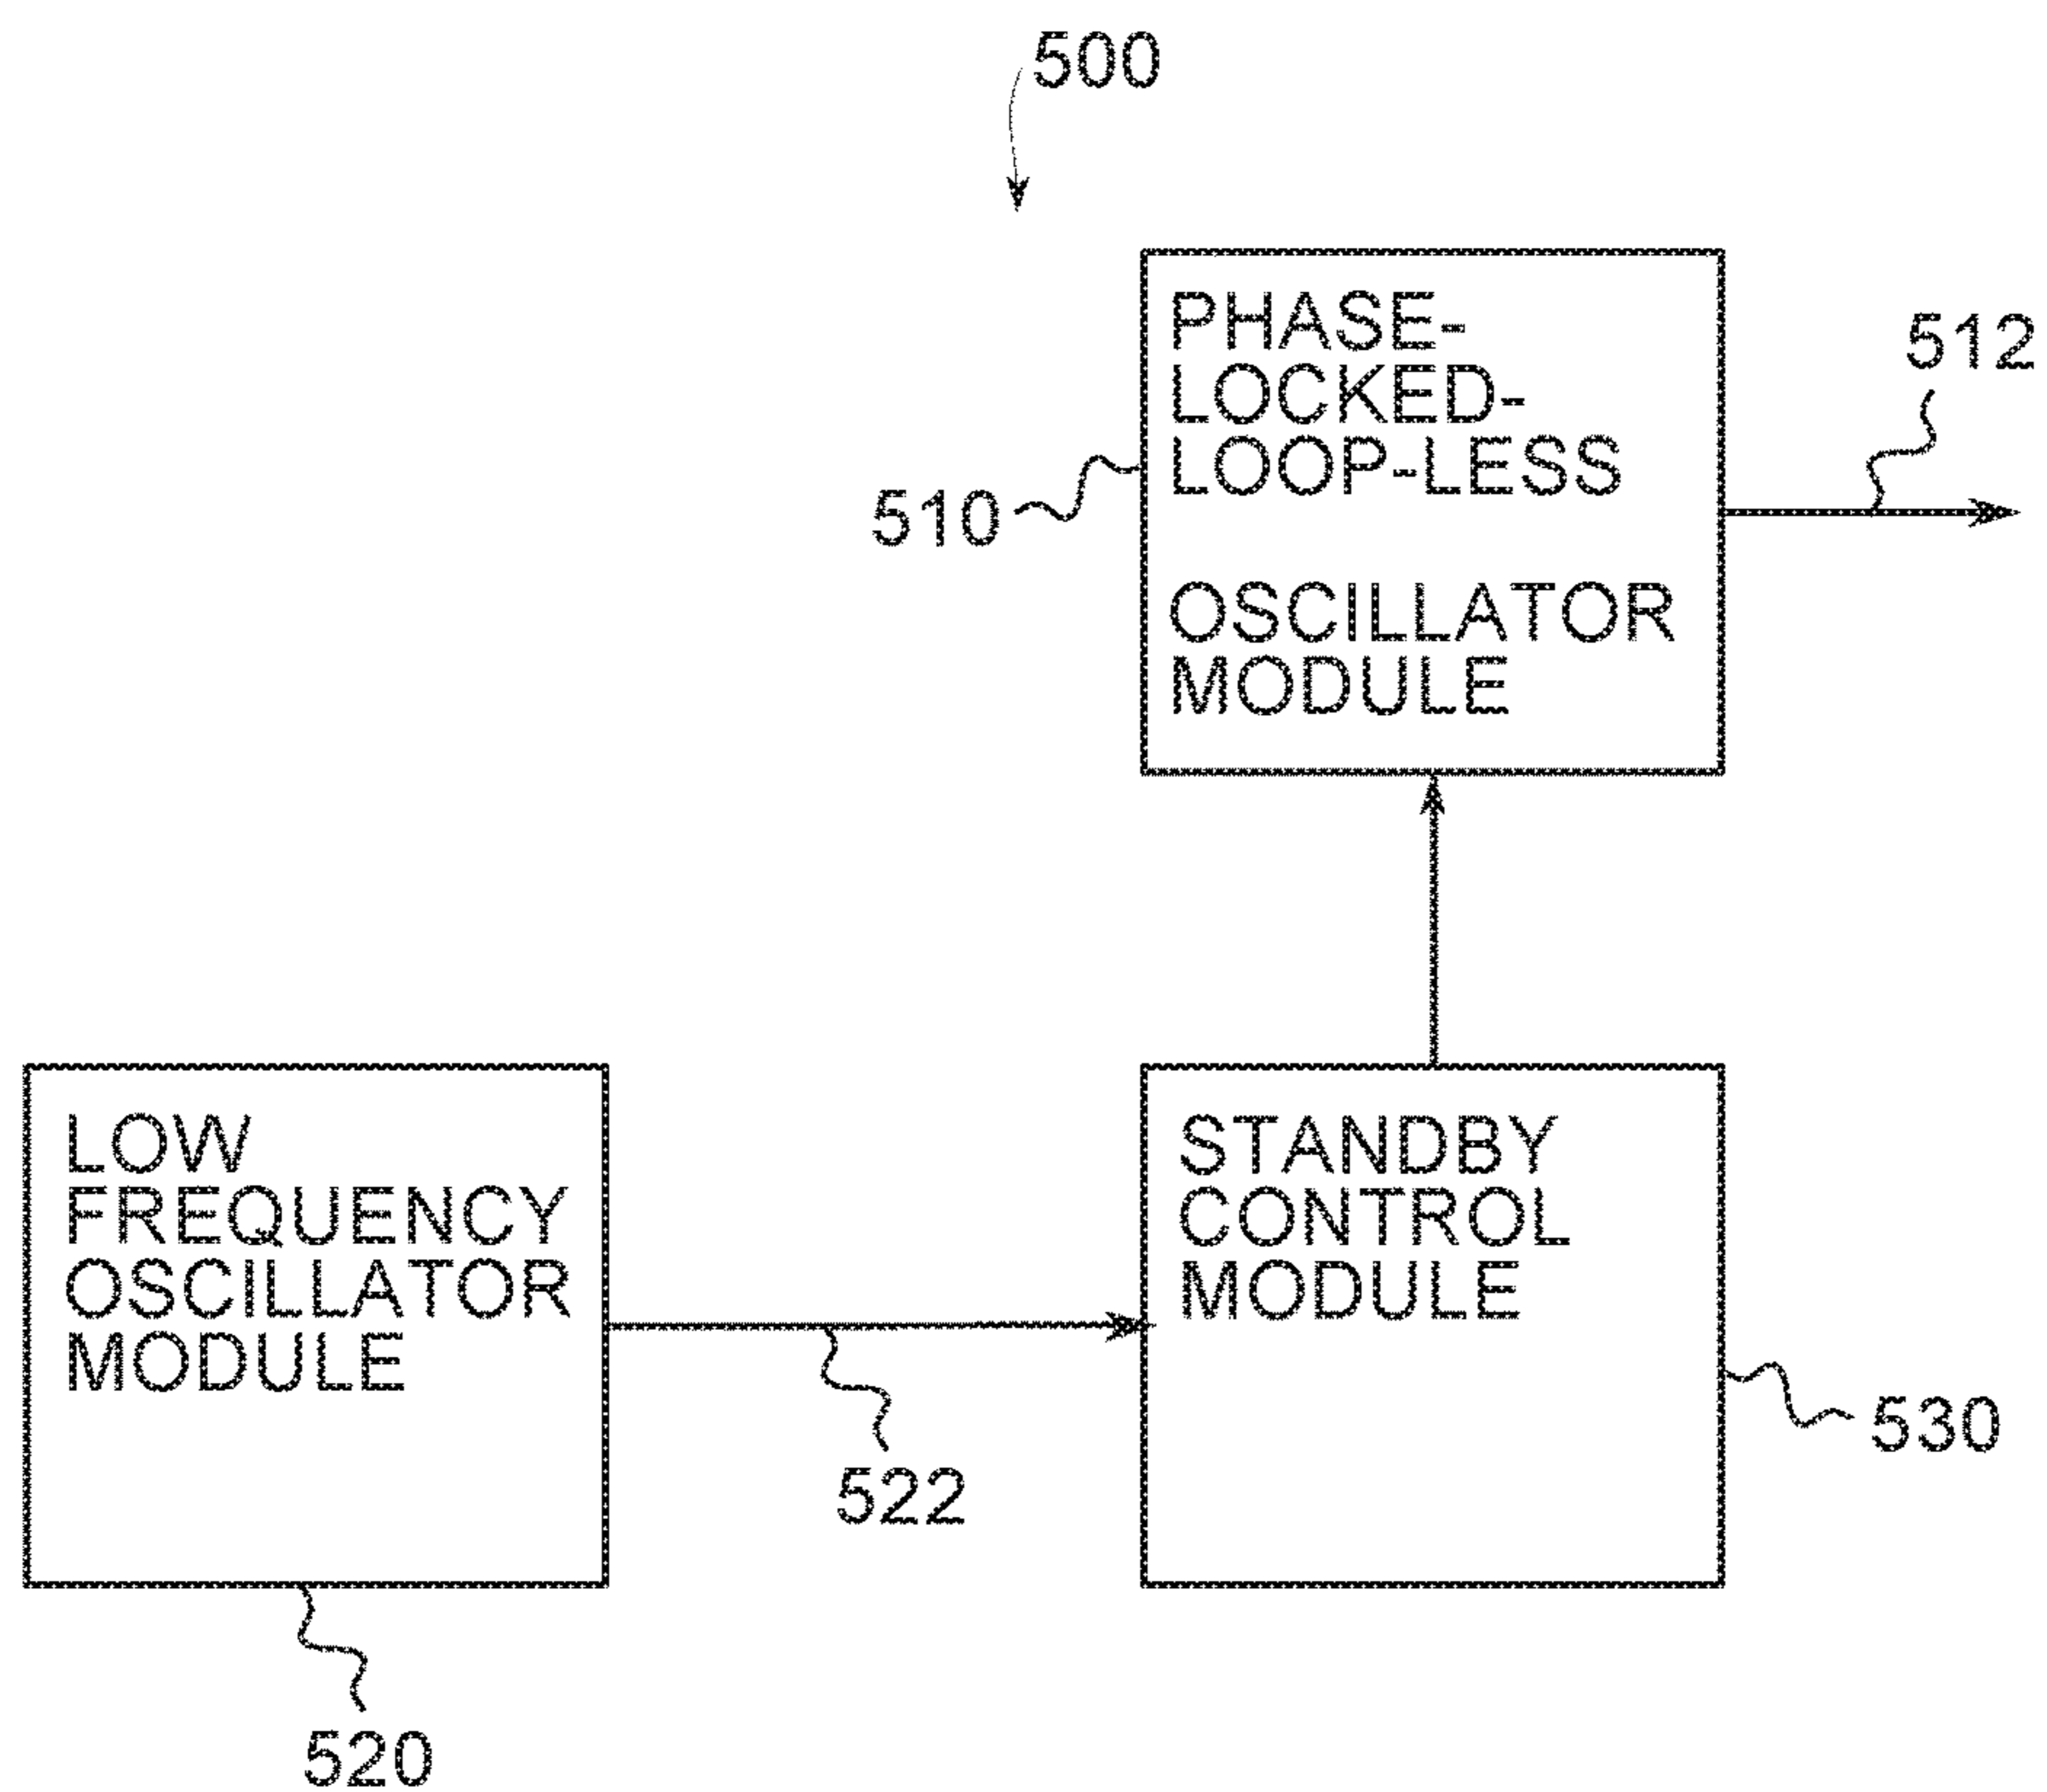 500
PHASE-
LOCKED-
LOOP-LESS
OSCILLATOR
MODULE
512
510
LOW
FREQUENCY
OSCILLATOR
MODULE
STANDBY
CONTROL
MODULE
522
530
520